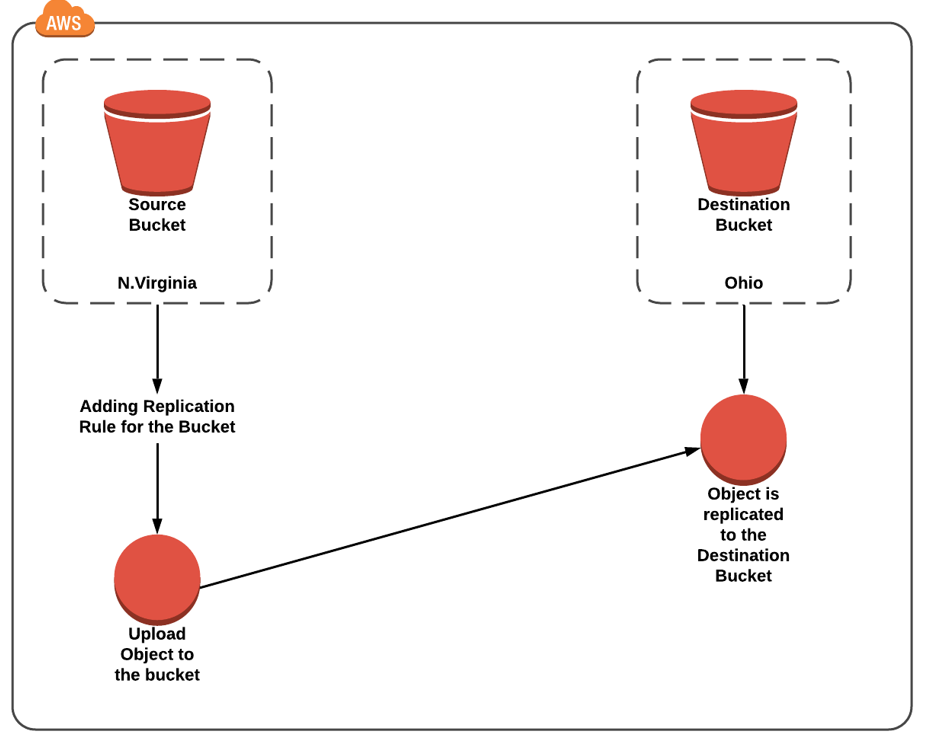 AWS
Source
Bucket
N.Virginia
Destination
Bucket
Ohio
Adding Replication
Rule for the Bucket
Upload
Object to
the bucket
Object is
replicated
to the
Destination
Bucket